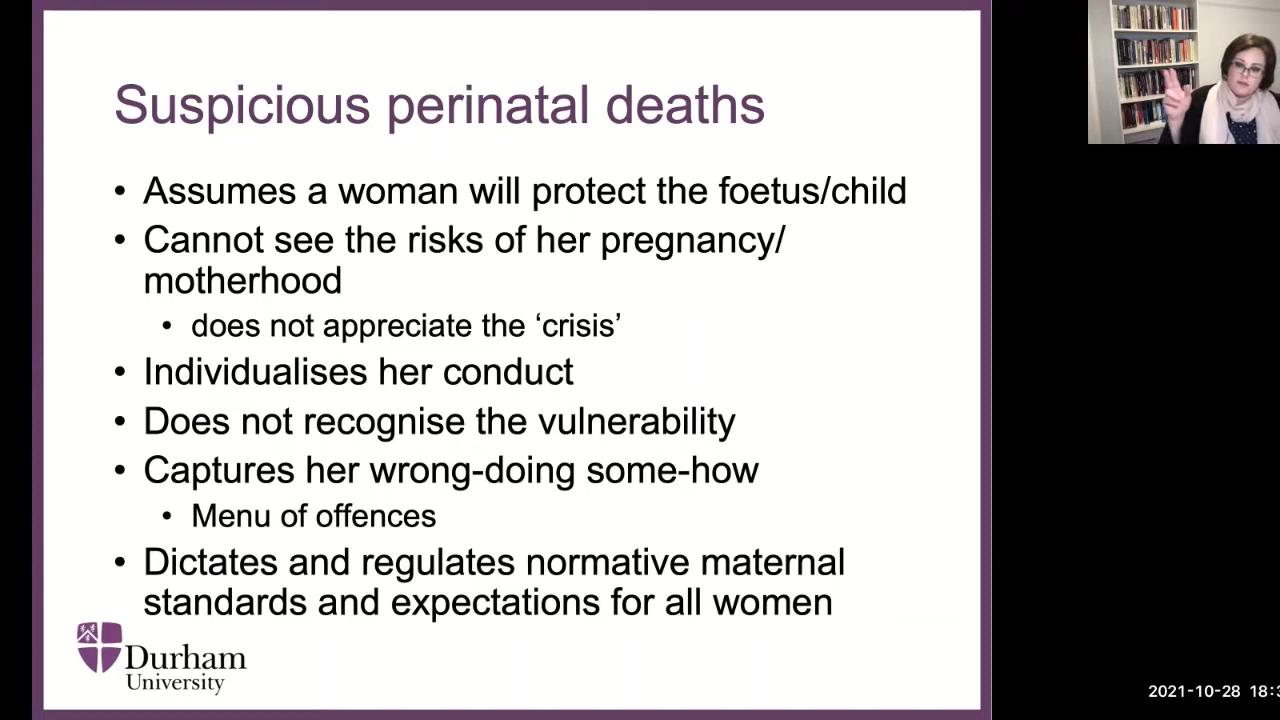 Suspicious perinatal deaths
• Assumes a woman will protect the foetus/child
• Cannot see the risks of her pregnancy/
motherhood
• does not appreciate the ‘crisis’
• Individualises her conduct
• Does not recognise the vulnerability
• Captures her wrong-doing some-how
• Menu of offences
• Dictates and regulates normative maternal
standards and expectations for all women
Durham
University
2021-10-28 18:3